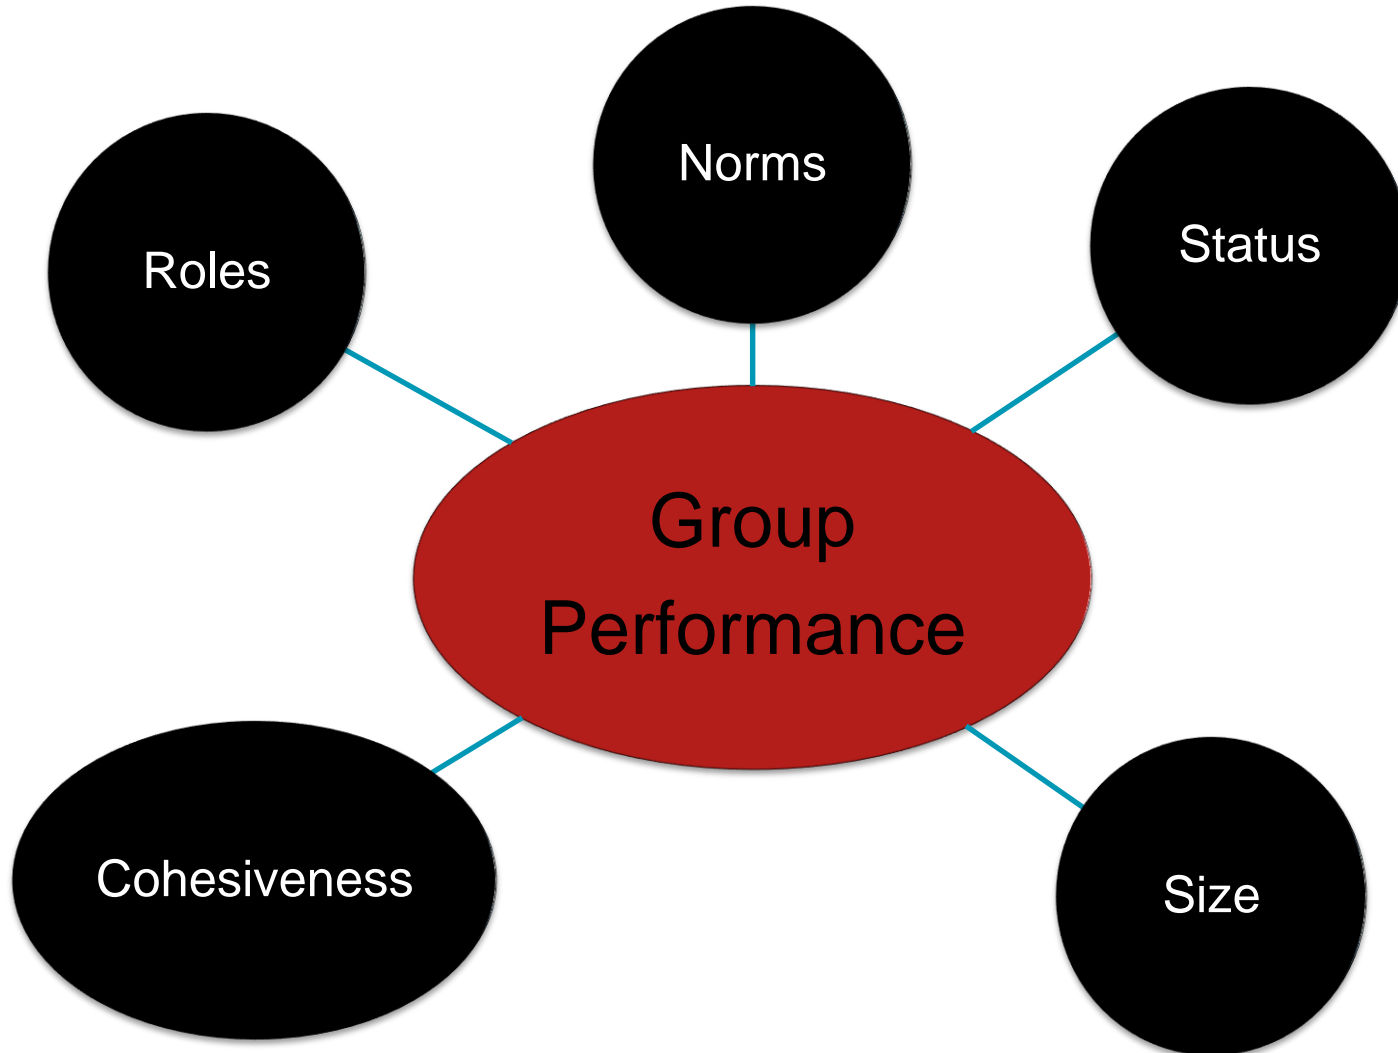 Norms
Status
Roles
Group
Performance
Cohesiveness
Size